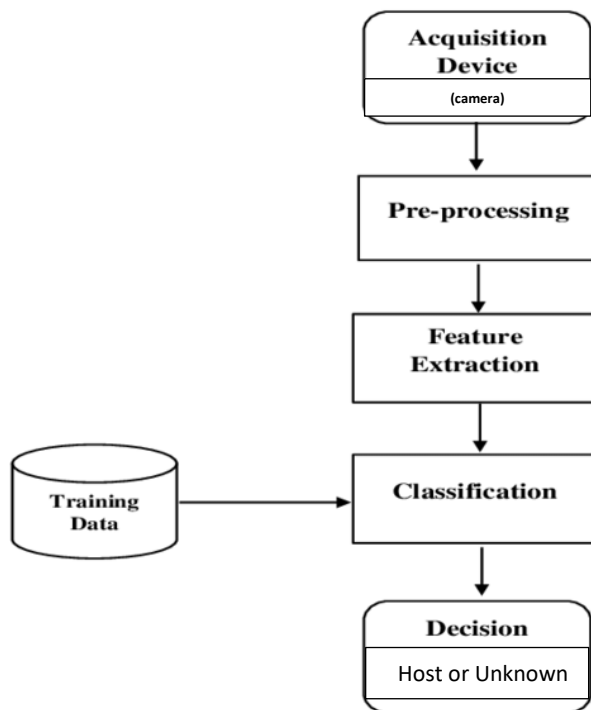 Acquisition
Device
(camera)
Pre-processing
Feature
Extraction
Training
Data
Classification
Decision
Host or Unknown